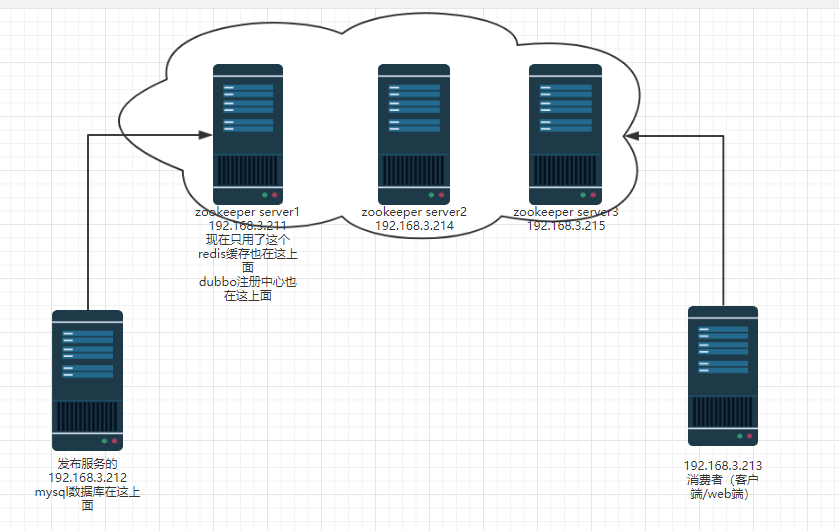 zookeeper server1
192.168.3.211
现在只用了这个
redis缓存也在这上
面
dubbo注册中心也
在这上面
zookeeper server2
192.168.3.214
zookeeper server3
192.168.3.215
发布服务的
192.168.3.212
mysql数据库在这上
面
192.168.3.213
消费者（客户
端/web端）